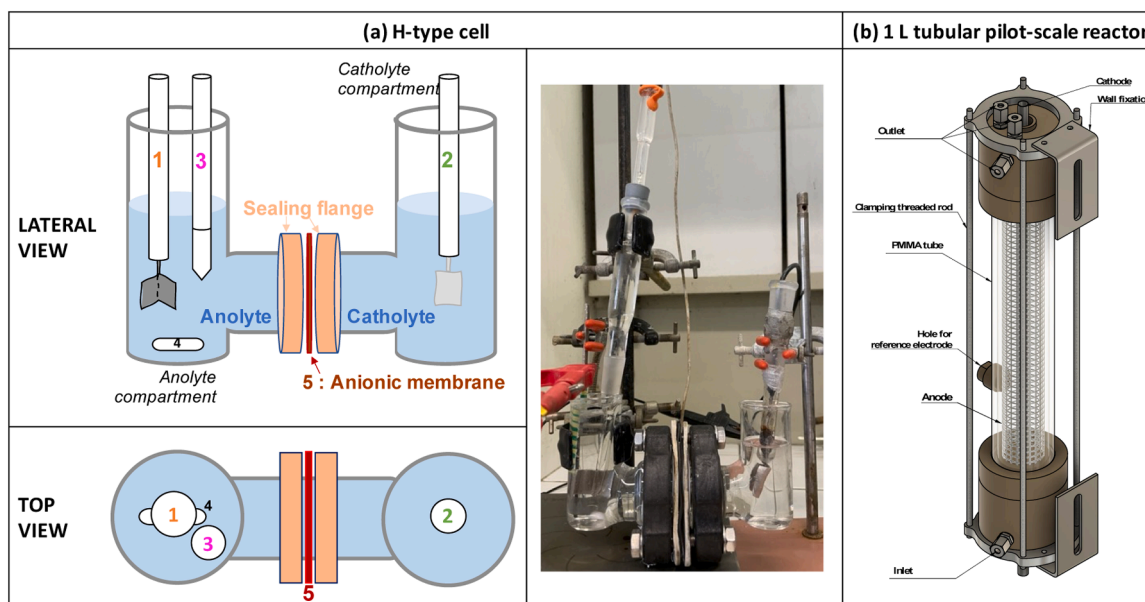 (a) H-type cell
(b) 1 L tubular pilot-scale reactor
LATERAL
VIEW
Catholyte
compartment
1
3
2
Sealing flange
Anolyte
Catholyte
4
Anolyte
compartment
5 : Anionic membrane
TOP
VIEW
1
4
3
2
5
Cathode
Wall fixation
Outlet
Clamping threaded rod
PMMA tube
Hole for
reference electrode
Anode
Inlet